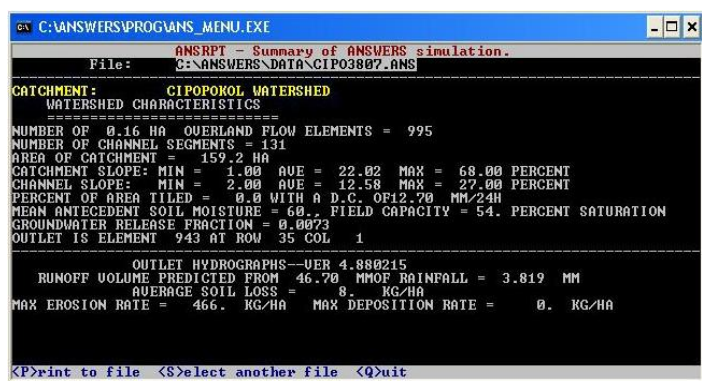 C:\ANSWERS\PROG\ANS_MENU.EXE
ANSRPT - Summary of ANSWERS simulation.
File: C:\ANSWERS\DATA\CIPO3807.ANS
CATCHMENT: CIPOPOKOL WATERSHED
WATERSHED CHARACTERISTICS
============================
NUMBER OF 0.16 HA OVERLAND FLOW ELEMENTS = 995
NUMBER OF CHANNEL SEGMENTS = 131
AREA OF CATCHMENT = 159.2 HA
CATCHMENT SLOPE: MIN = 1.00 AVE = 22.02 MAX = 68.00 PERCENT
CHANNEL SLOPE: MIN = 2.00 AVE = 12.58 MAX = 27.00 PERCENT
PERCENT OF AREA TILED = 0.0 WITH A D.C. OF12.70 MM/24H
MEAN ANTECEDENT SOIL MOISTURE = 60., FIELD CAPACITY = 54. PERCENT SATURATION
GROUNDWATER RELEASE FRACTION = 0.0073
OUTLET IS ELEMENT 943 AT ROW 35 COL 1
OUTLET HYDROGRAPHS--VER 4.880215
RUNOFF VOLUME PREDICTED FROM 46.70 MMOF RAINFALL = 3.819 MM
AVERAGE SOIL LOSS = 8. KG/HA
MAX EROSION RATE = 466. KG/HA MAX DEPOSITION RATE = 0. KG/HA
<P>rint to file <S>elect another file <Q>uit